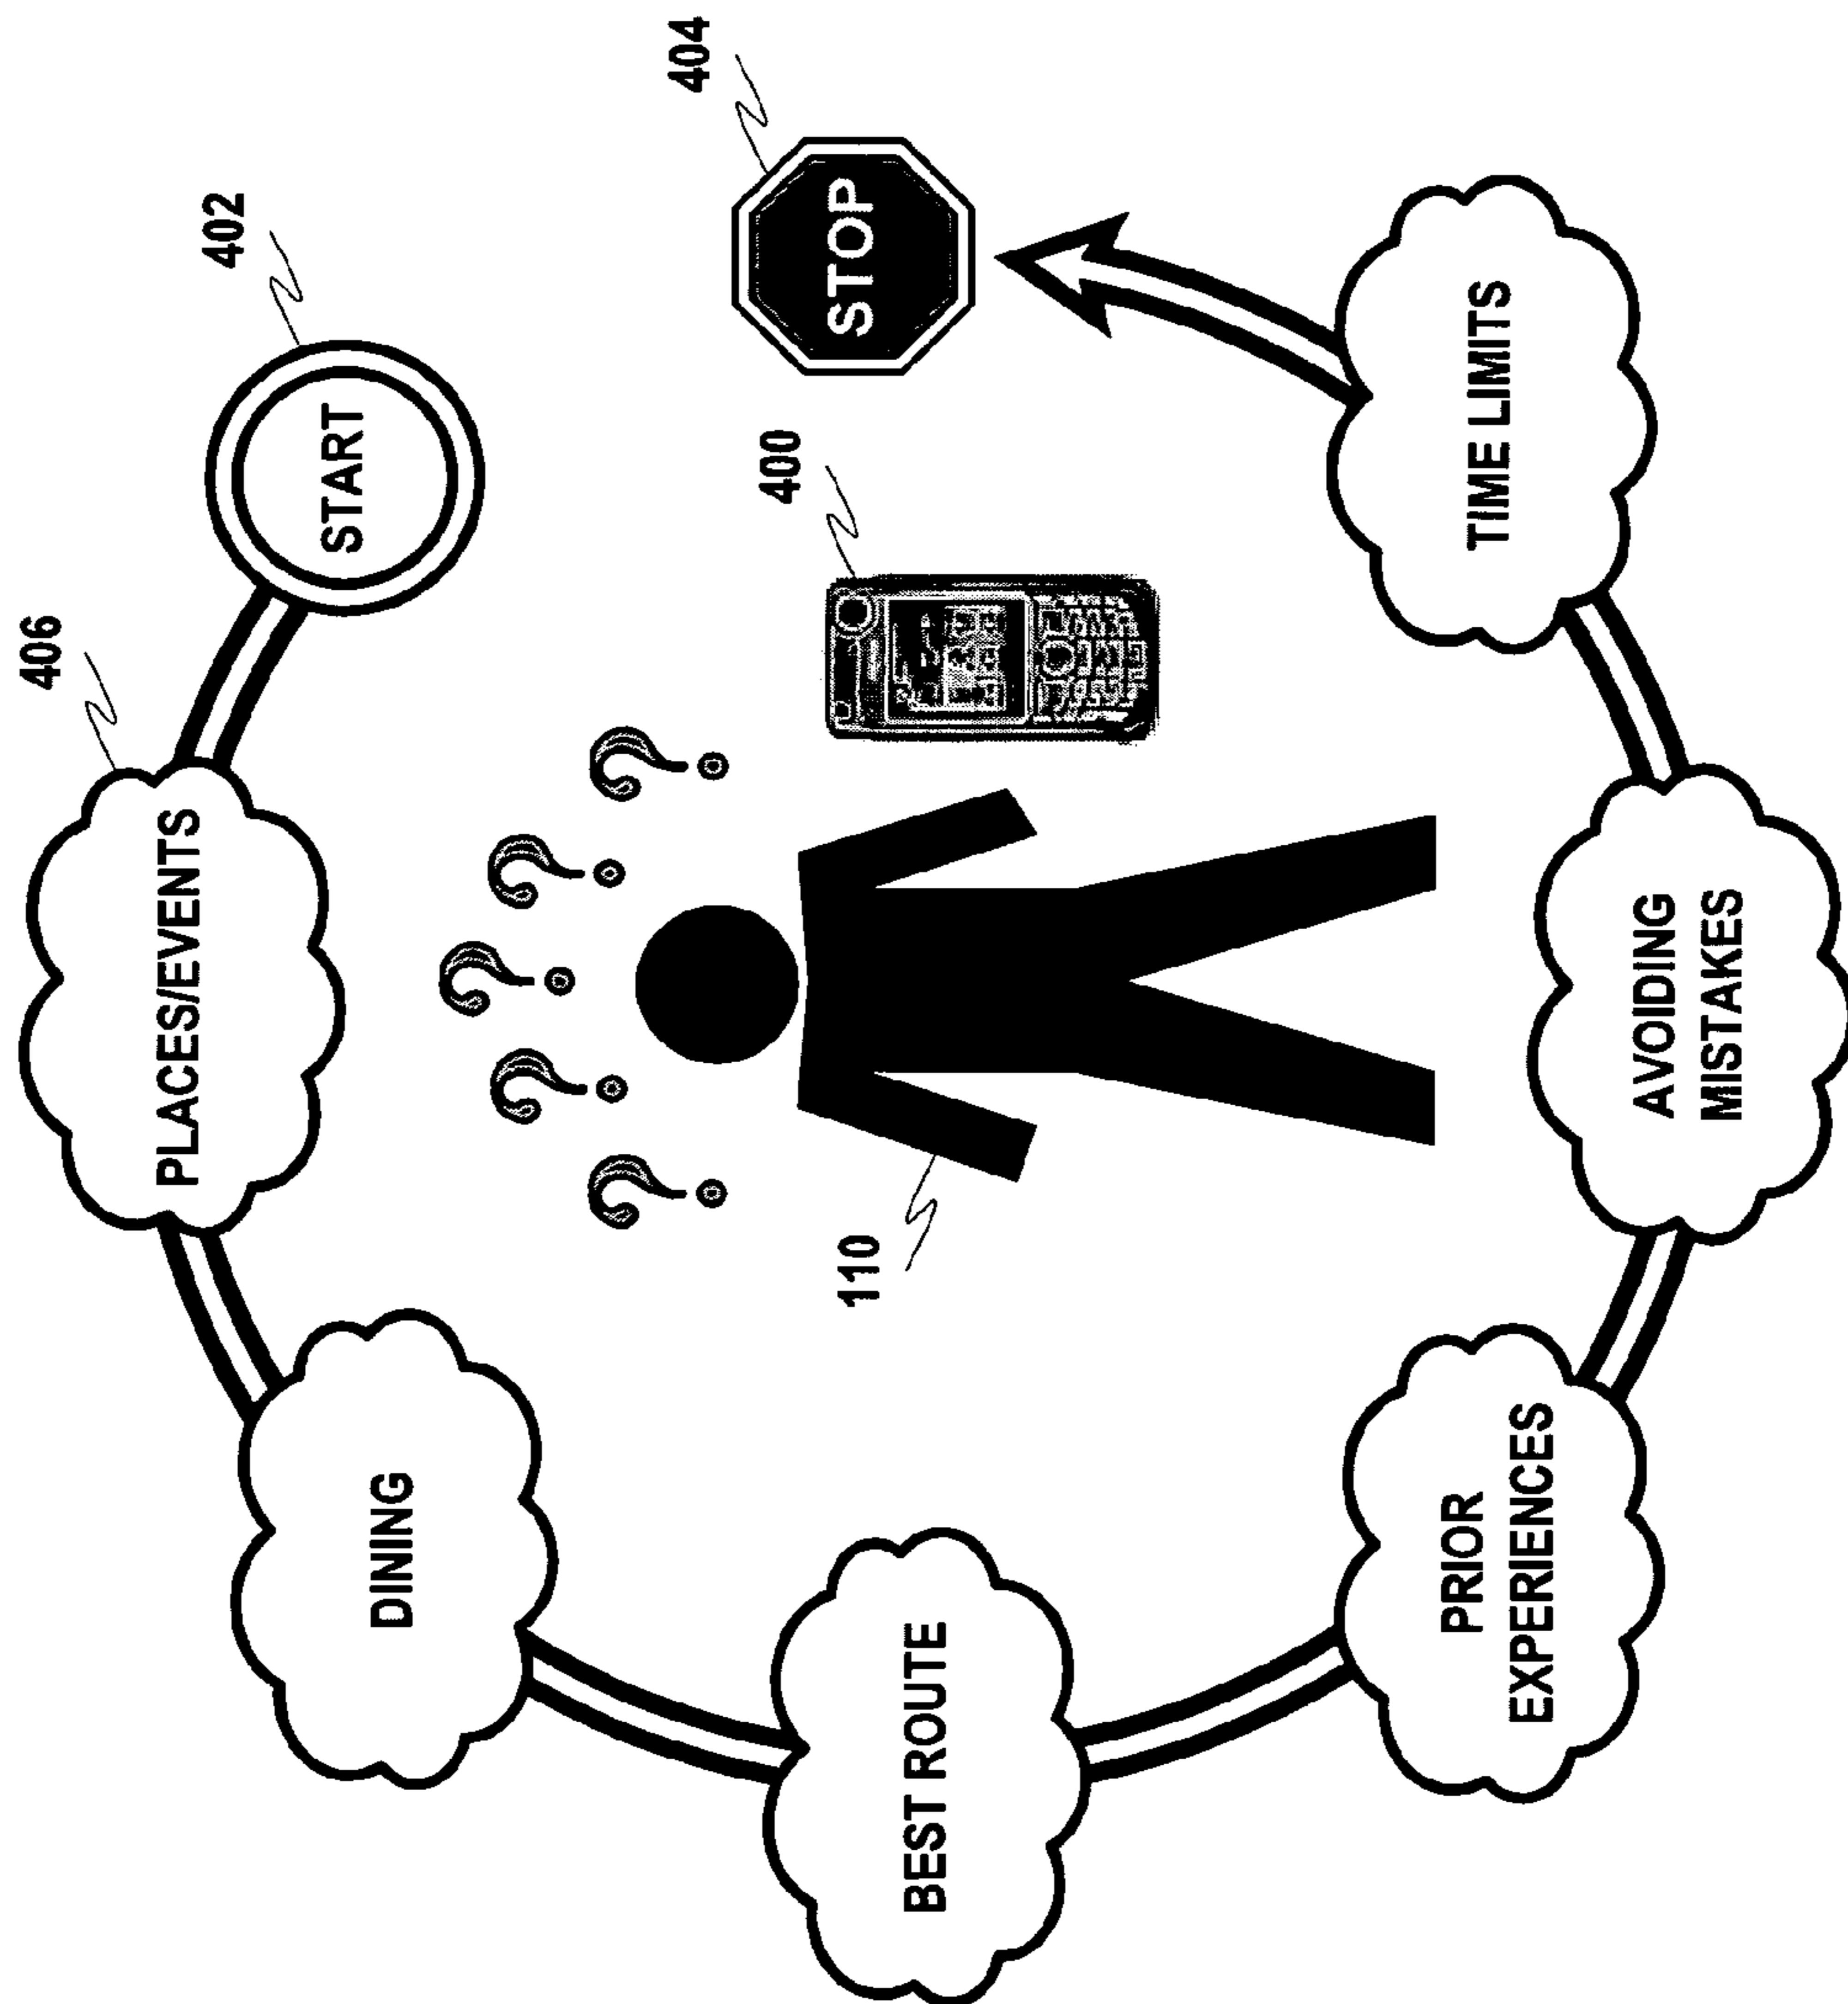 406
402
404
PLACES/EVENTS
START
STOP
400
DINING
110
BEST ROUTE
PRIOR
EXPERIENCES
AVOIDING
MISTAKES
TIME LIMITS